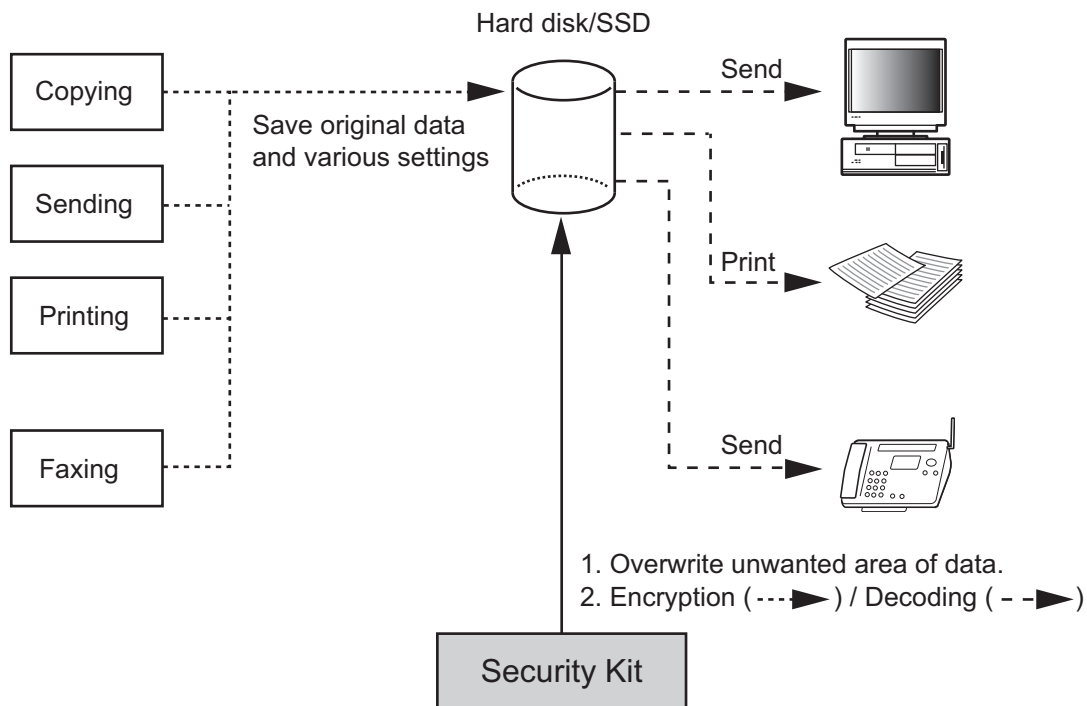 Hard disk/SSD
Copying
Send
Save original data
and various settings
Sending
Print
Printing
Send
Faxing
1. Overwrite unwanted area of data.
2. Encryption ( ) / Decoding ( )
Security Kit